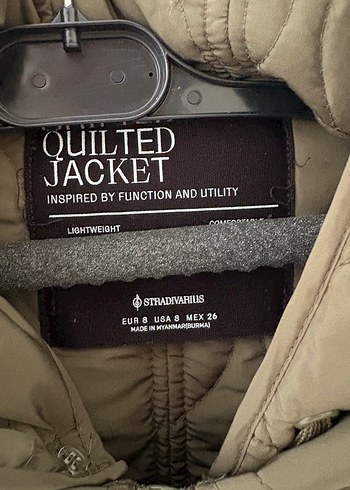 QUILTED
JACKET
INSPIRED BY FUNCTION AND UTILITY
LIGHTWEIGHT
STRADIVARIUS
EUR 8 USA 8 MEX 26
MADE IN MYANMAR(BURMA)